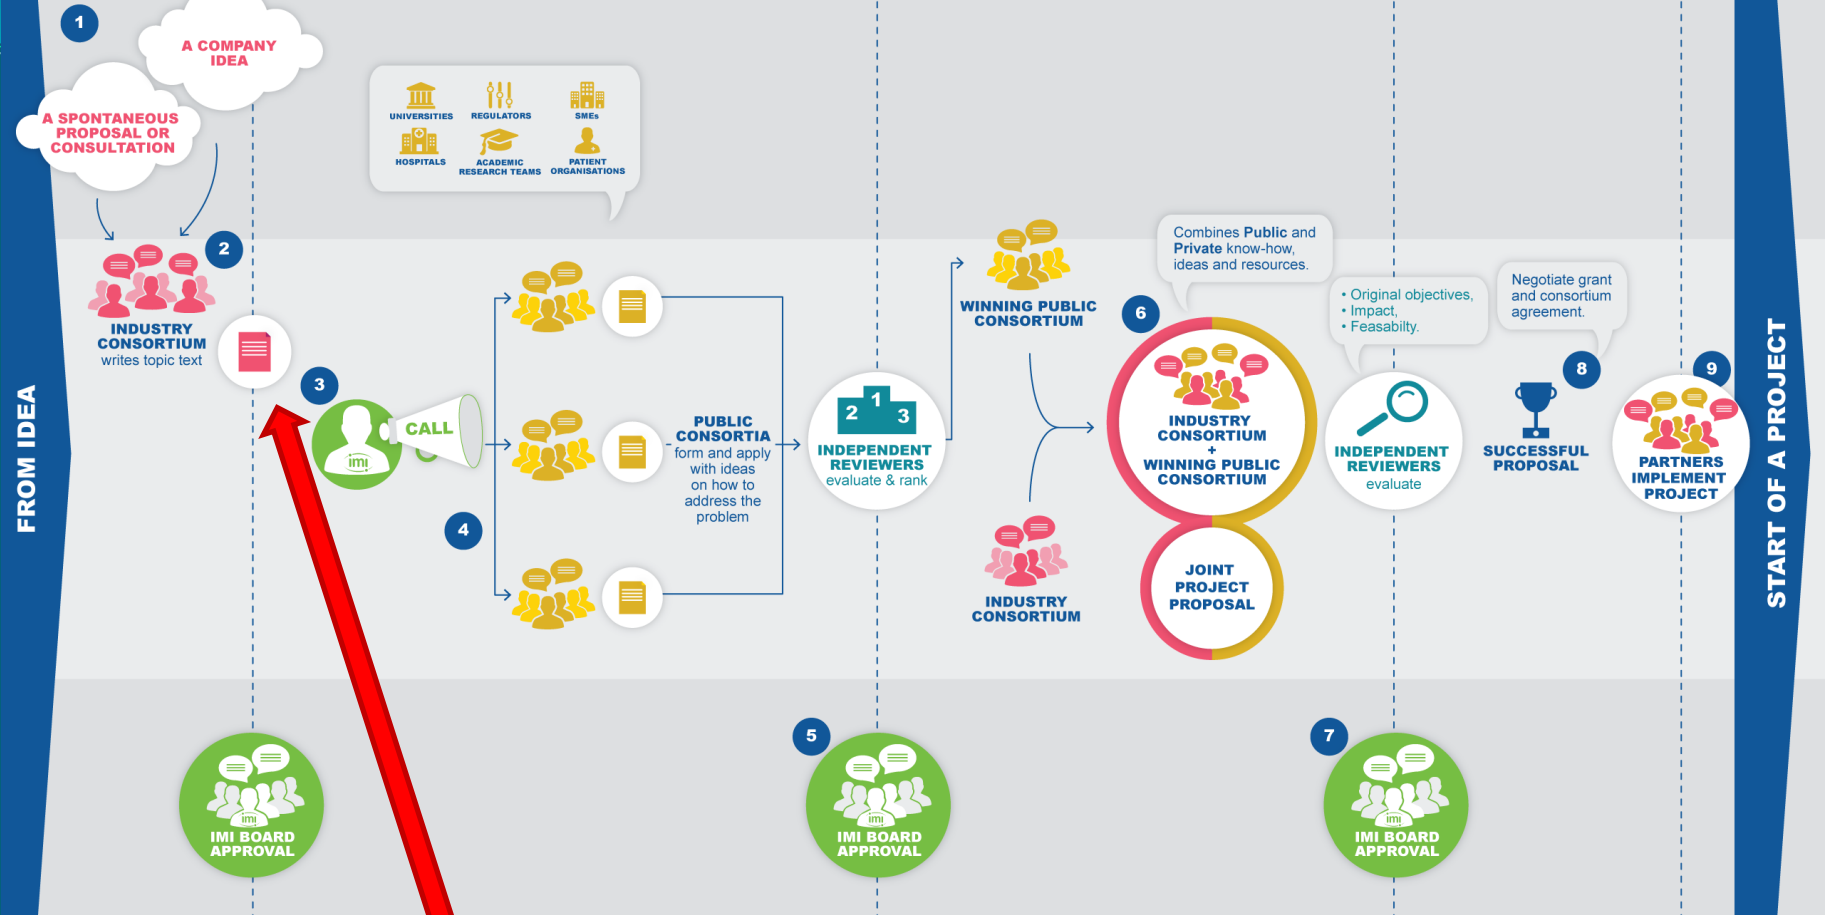 FROM IDEA
1
A COMPANY
IDEA
A SPONTANEOUS
PROPOSAL OR
CONSULTATION
2
INDUSTRY
CONSORTIUM
writes topic text
3
imi
CALL
UNIVERSITIES
REGULATORS
SMEs
HOSPITALS
ACADEMIC
RESEARCH TEAMS
PATIENT
ORGANISATIONS
4
PUBLIC
CONSORTIA
form and apply
with ideas
on how to
address the
problem
2
1
3
INDEPENDENT
REVIEWERS
evaluate & rank
WINNING PUBLIC
CONSORTIUM
INDUSTRY
CONSORTIUM
6
Combines Public and
Private know-how,
ideas and resources.
INDUSTRY
CONSORTIUM
+
WINNING PUBLIC
CONSORTIUM
JOINT
PROJECT
PROPOSAL
• Original objectives,
• Impact,
• Feasabilty.
INDEPENDENT
REVIEWERS
evaluate
Negotiate grant
and consortium
agreement.
8
SUCCESSFUL
PROPOSAL
9
PARTNERS
IMPLEMENT
PROJECT
START OF A PROJECT
imi
IMI BOARD
APPROVAL
5
imi
IMI BOARD
APPROVAL
7
imi
IMI BOARD
APPROVAL